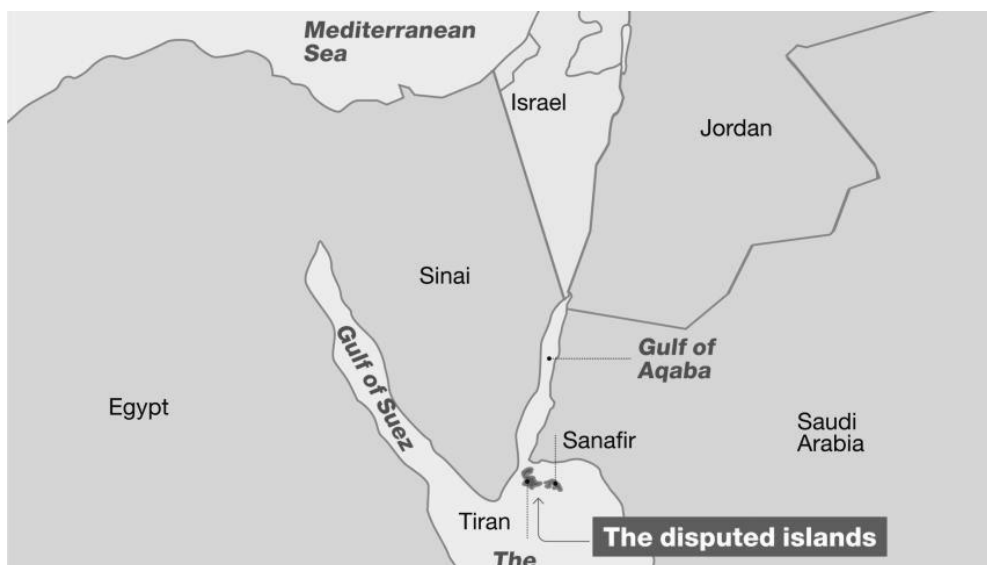 Mediterranean
Sea
Israel
Jordan
Sinai
Gulf of Suez
Gulf of
Aqaba
Egypt
Saudi
Arabia
Sanafir
Tiran
The disputed islands
The